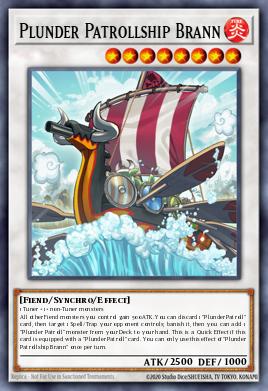 PLUNDER PATROLLSHIP BRANN
FIRE
炎
[FIEND/SYNCHRO/EFFECT]
1 Tuner + 1+ non-Tuner monsters
All other Fiend monsters you control gain 500 ATK. You can discard 1 "Plunder Patroll"
card, then target 1 Spell/Trap your opponent controls; banish it, then you can add 1
"Plunder Patroll" monster from your Deck to your hand. This is a Quick Effect if this
card is equipped with a "Plunder Patroll" card. You can only use this effect of "Plunder
Patrollship Brann" once per turn.
ATK/2500 DEF/1000
Replica - Not For Use in Sanctioned Tournaments
©2020 Studio Dice/SHUEISHA, TV TOKYO, KONAMI